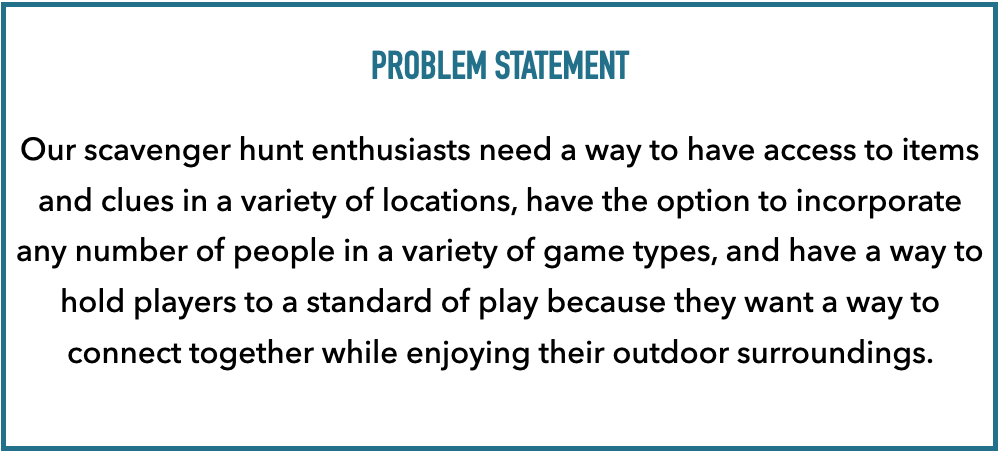 PROBLEM STATEMENT
Our scavenger hunt enthusiasts need a way to have access to items
and clues in a variety of locations, have the option to incorporate
any number of people in a variety of game types, and have a way to
hold players to a standard of play because they want a way to
connect together while enjoying their outdoor surroundings.